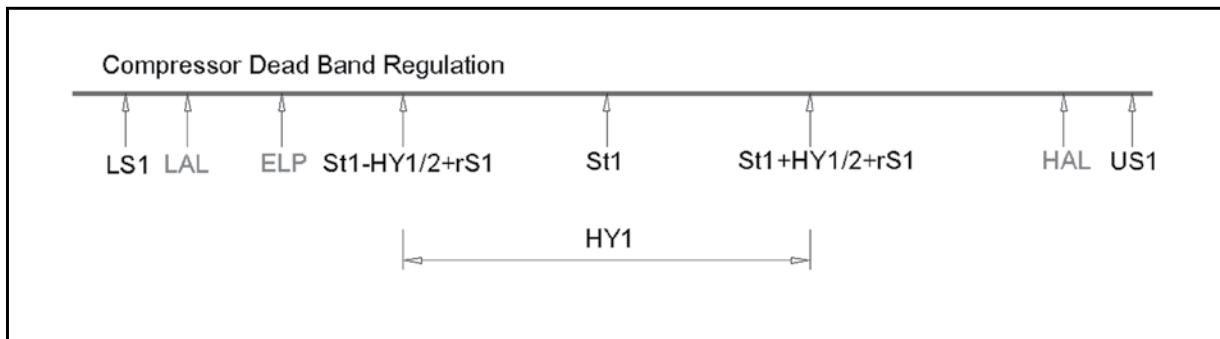 Compressor Dead Band Regulation
LS1 LAL ELP St1-HY1/2+rS1 St1 St1+HY1/2+rS1 HAL US1
HY1